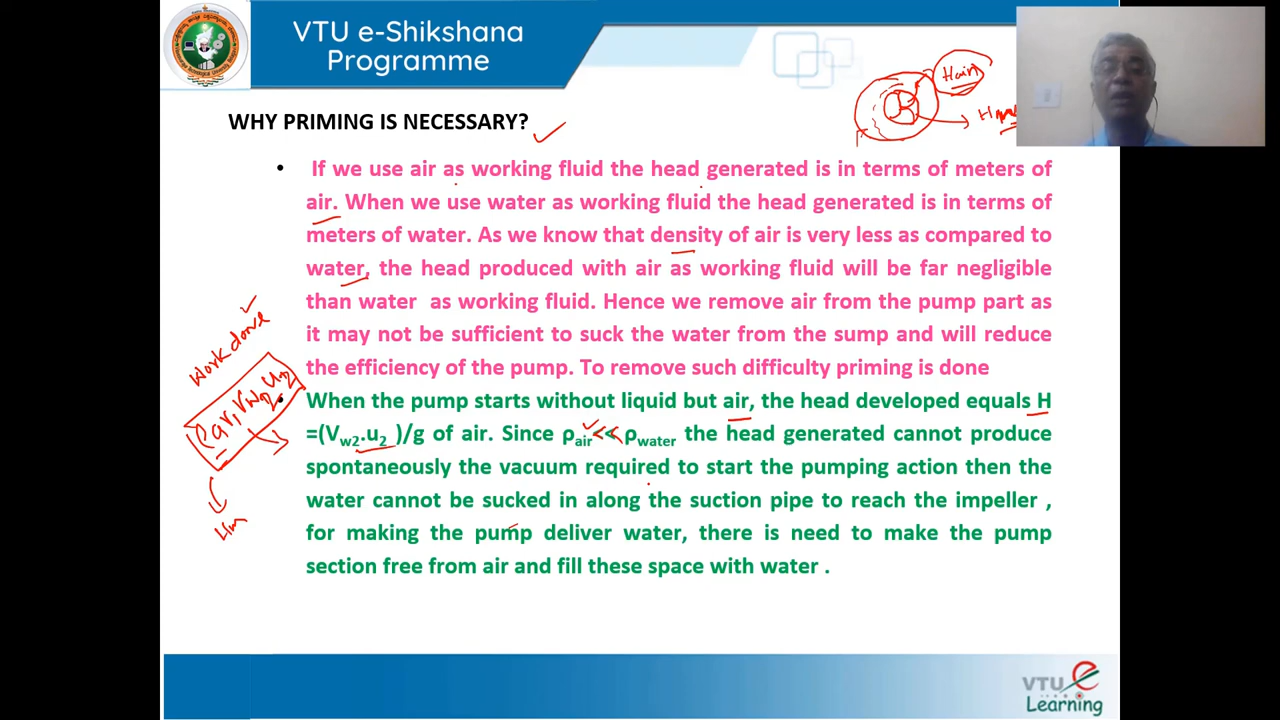 VTU e-Shikshana
Programme
Hair
WHY PRIMING IS NECESSARY?
• If we use air as working fluid the head generated is in terms of meters of
air. When we use water as working fluid the head generated is in terms of
meters of water. As we know that density of air is very less as compared to
water, the head produced with air as working fluid will be far negligible
than water as working fluid. Hence we remove air from the pump part as
it may not be sufficient to suck the water from the sump and will reduce
the efficiency of the pump. To remove such difficulty priming is done
Work done
ρav₁Vw₂u₂
Hm
• When the pump starts without liquid but air, the head developed equals H
=(Vw2.u2 )/g of air. Since ρair<< ρwater the head generated cannot produce
spontaneously the vacuum required to start the pumping action then the
water cannot be sucked in along the suction pipe to reach the impeller ,
for making the pump deliver water, there is need to make the pump
section free from air and fill these space with water .
VTU e
Learning